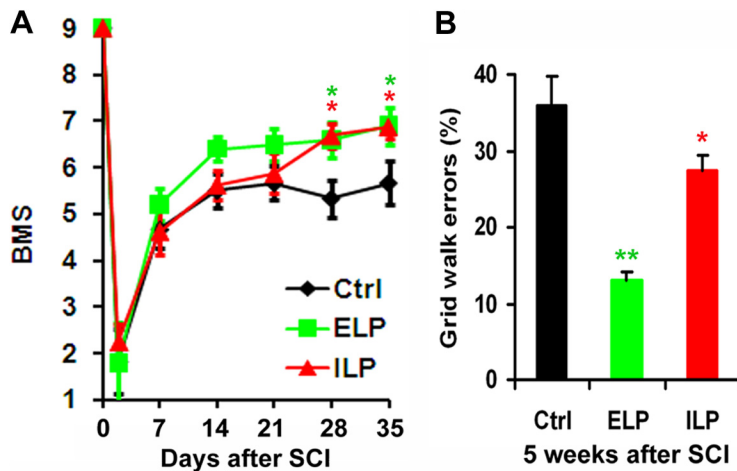 A
BMS
9
8
7
6
5
4
3
2
1
* *
* *
Ctrl
ELP
ILP
0 7 14 21 28 35
Days after SCI
B
Grid walk errors (%)
40
30
20
10
0
**
*
Ctrl ELP ILP
5 weeks after SCI